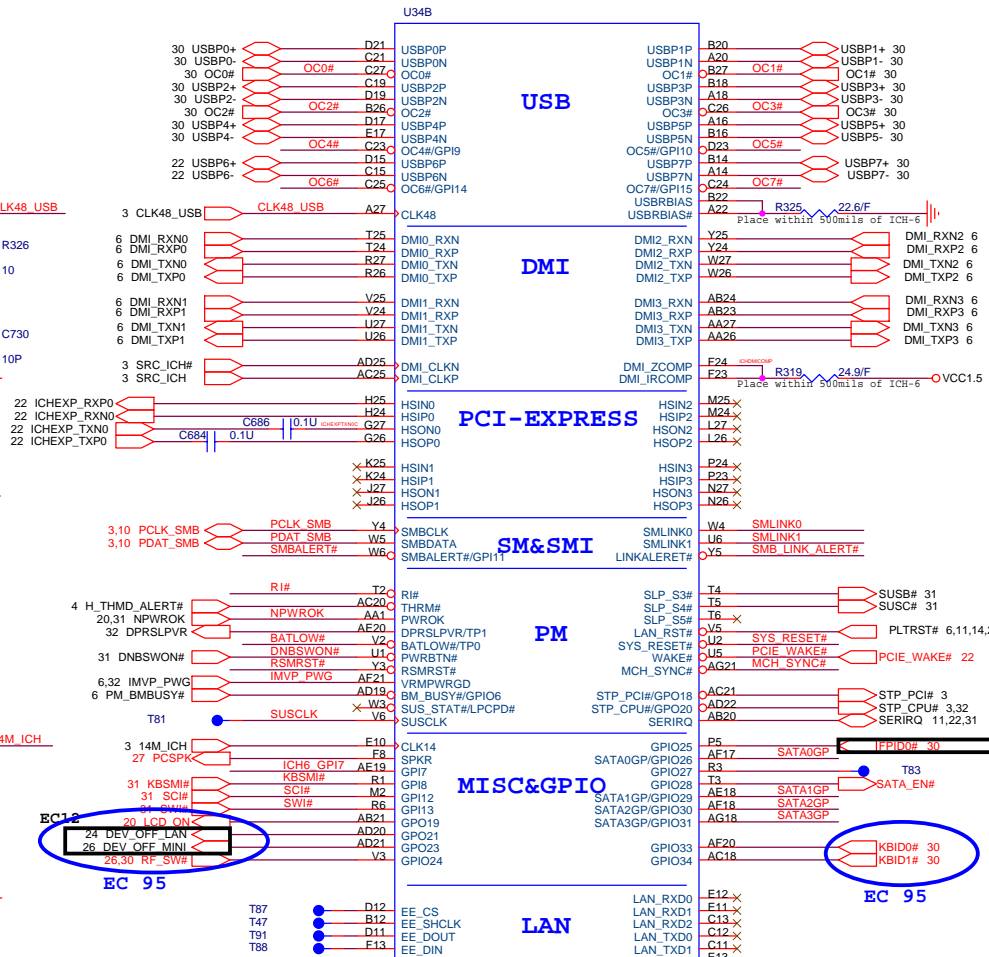 U34B
USB
30 USBP0+ D21 USBP0P USBP1P B20 USBP1+ 30
30 USBP0- C21 USBP0N USBP1N A20 USBP1- 30
30 OC0# OC0# C27 OC0# OC1# B27 OC1# OC1# 30
30 USBP2+ C19 USBP2P USBP3P B18 USBP3+ 30
30 USBP2- D19 USBP2N USBP3N A18 USBP3- 30
30 OC2# OC2# B26 OC2# OC3# C26 OC3# OC3# 30
30 USBP4+ D17 USBP4P USBP5P A16 USBP5+ 30
30 USBP4- E17 USBP4N USBP5N B16 USBP5- 30
OC4# C23 OC4#/GPI9 OC5#/GPI10 D23 OC5#
22 USBP6+ D15 USBP6P USBP7P B14 USBP7+ 30
22 USBP6- C15 USBP6N USBP7N A14 USBP7- 30
OC6# C25 OC6#/GPI14 OC7#/GPI15 C24 OC7#
USBRBIAS B22
LK48_USB 3 CLK48_USB CLK48_USB A27 CLK48 USBRBIAS# A22 R325 22.6/F
Place within 500mils of ICH-6
DMI
R326 6 DMI_RXN0 T25 DMI0_RXN DMI2_RXN Y25 DMI_RXN2 6
6 DMI_RXP0 T24 DMI0_RXP DMI2_RXP Y24 DMI_RXP2 6
10 6 DMI_TXN0 R27 DMI0_TXN DMI2_TXN W27 DMI_TXN2 6
6 DMI_TXP0 R26 DMI0_TXP DMI2_TXP W26 DMI_TXP2 6
6 DMI_RXN1 V25 DMI1_RXN DMI3_RXN AB24 DMI_RXN3 6
6 DMI_RXP1 V24 DMI1_RXP DMI3_RXP AB23 DMI_RXP3 6
C730 6 DMI_TXN1 U27 DMI1_TXN DMI3_TXN AA27 DMI_TXN3 6
6 DMI_TXP1 U26 DMI1_TXP DMI3_TXP AA26 DMI_TXP3 6
10P
3 SRC_ICH# AD25 DMI_CLKN DMI_ZCOMP F24 ICHDMICOMP
3 SRC_ICH AC25 DMI_CLKP DMI_IRCOMP F23 R319 24.9/F VCC1.5
Place within 500mils of ICH-6
PCI-EXPRESS
22 ICHEXP_RXP0 H25 HSIN0 HSIN2 M25
22 ICHEXP_RXN0 H24 HSIP0 HSIP2 M24
22 ICHEXP_TXN0 C686 0.1U ICHEXPTXN0C G27 HSON0 HSON2 L27
22 ICHEXP_TXP0 C684 0.1U G26 HSOP0 HSOP2 L26
K25 HSIN1 HSIN3 P24
K24 HSIP1 HSIP3 P23
J27 HSON1 HSON3 N27
J26 HSOP1 HSOP3 N26
SM&SMI
3,10 PCLK_SMB PCLK_SMB Y4 SMBCLK SMLINK0 W4 SMLINK0
3,10 PDAT_SMB PDAT_SMB W5 SMBDATA SMLINK1 U6 SMLINK1
SMBALERT# W6 SMBALERT#/GPI11 LINKALERET# Y5 SMB_LINK_ALERT#
PM
RI# T2 RI# SLP_S3# T4 SUSB# 31
4 H_THMD_ALERT# AC20 THRM# SLP_S4# T5 SUSC# 31
20,31 NPWROK NPWROK AA1 PWROK SLP_S5# T6
32 DPRSLPVR AE20 DPRSLPVR/TP1 LAN_RST# V5 PLTRST# 6,11,14,2
BATLOW# V2 BATLOW#/TP0 SYS_RESET# U2 SYS_RESET#
31 DNBSWON# DNBSWON# U1 PWRBTN# WAKE# U5 PCIE_WAKE# PCIE_WAKE# 22
RSMRST# Y3 RSMRST# MCH_SYNC# AG21 MCH_SYNC#
6,32 IMVP_PWG IMVP_PWG AF21 VRMPWRGD
6 PM_BMBUSY# AD19 BM_BUSY#/GPIO6 STP_PCI#/GPO18 AC21 STP_PCI# 3
W3 SUS_STAT#/LPCPD# STP_CPU#/GPO20 AD22 STP_CPU# 3,32
T81 SUSCLK V6 SUSCLK SERIRQ AB20 SERIRQ 11,22,31
MISC&GPIO
4M_ICH 3 14M_ICH E10 CLK14 GPIO25 P5 FPID0# 30
27 PCSPK F8 SPKR SATA0GP/GPIO26 AF17 SATA0GP
ICH6_GPI7 AE19 GPI7 GPIO27 R3 T83
31 KBSMI# KBSMI# R1 GPI8 GPIO28 T3 SATA_EN#
31 SCI# SCI# M2 GPI12 SATA1GP/GPIO29 AE18 SATA1GP
31 SWI# SWI# R6 GPI13 SATA2GP/GPIO30 AF18 SATA2GP
EC12 20 LCD_ON AB21 GPO19 SATA3GP/GPIO31 AG18 SATA3GP
24 DEV_OFF_LAN AD20 GPO21
26 DEV_OFF_MINI AD21 GPO23 GPIO33 AF20 KBID0# 30
26,30 RF_SW# V3 GPIO24 GPIO34 AC18 KBID1# 30
EC 95 EC 95
LAN
LAN_RXD0 E12
T87 D12 EE_CS LAN_RXD1 E11
T47 B12 EE_SHCLK LAN_RXD2 C13
T91 D11 EE_DOUT LAN_TXD0 C12
T88 F13 EE_DIN LAN_TXD1 C11
E13